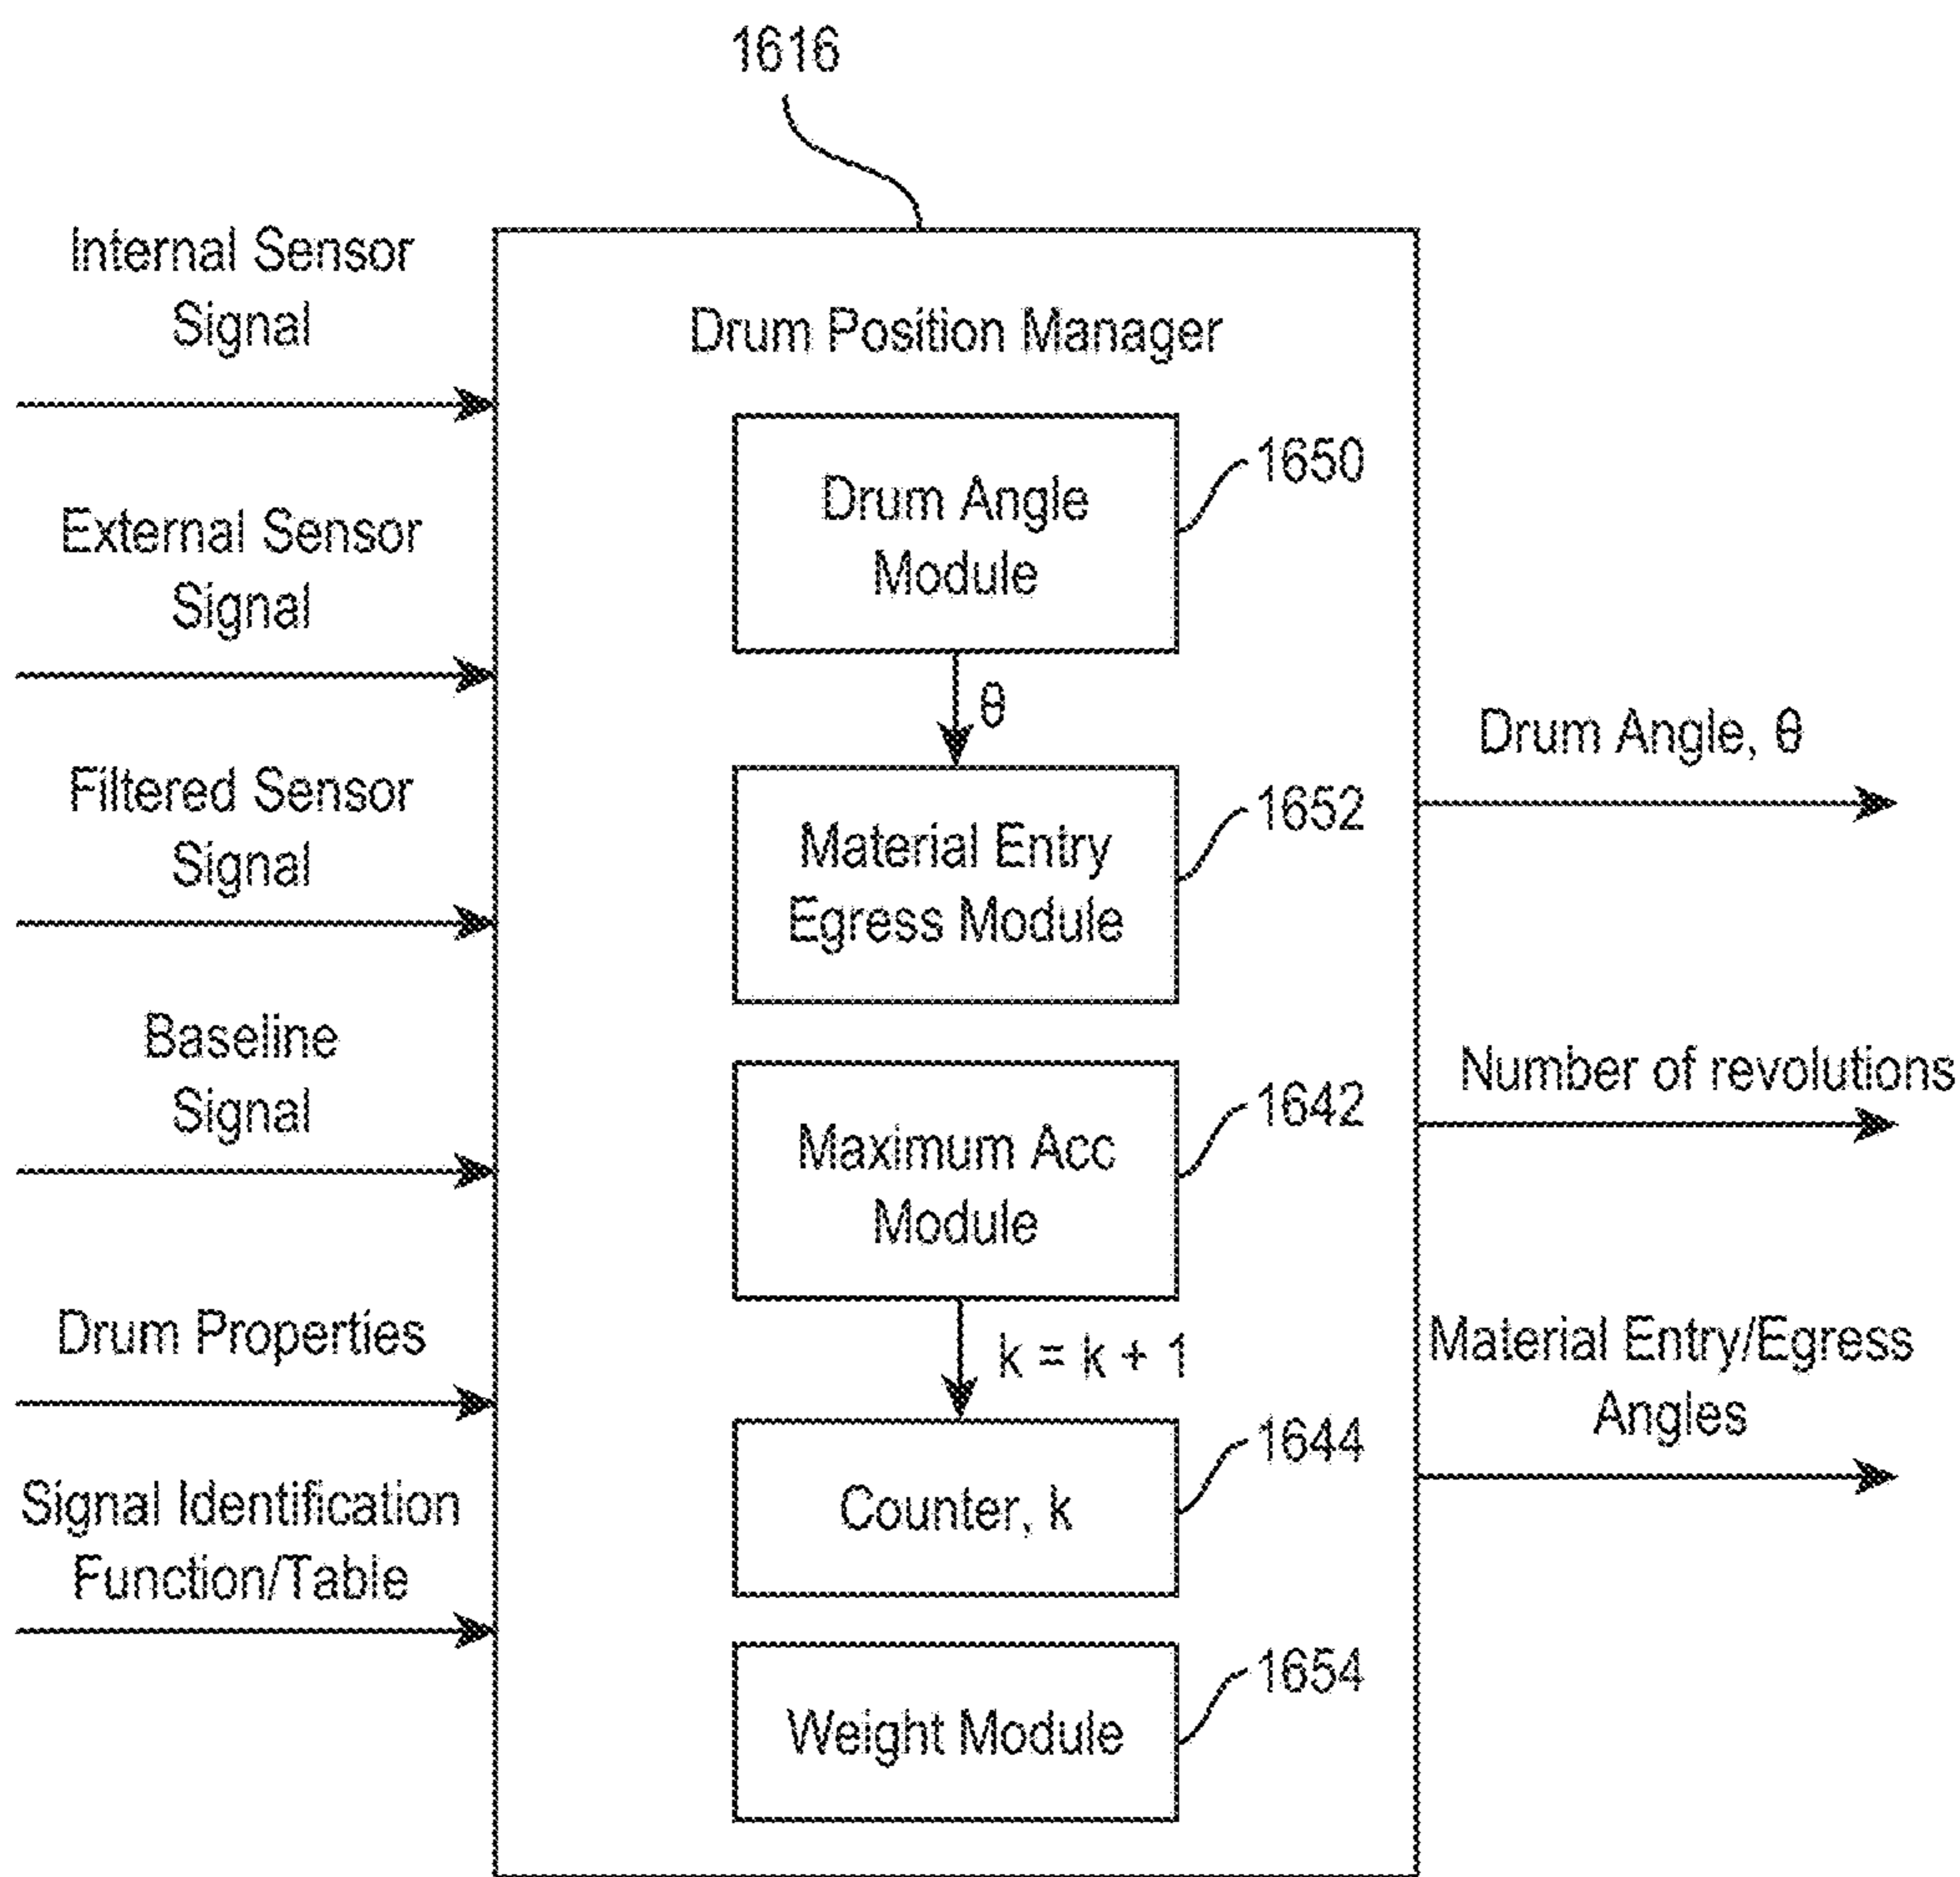 1616
Internal Sensor
Signal
External Sensor
Signal
Filtered Sensor
Signal
Baseline
Signal
Drum Properties
Signal Identification
Function/Table
Drum Position Manager
Drum Angle
Module
1650
θ
Material Entry
Egress Module
1652
Maximum Acc
Module
1642
k = k + 1
Counter, k
1644
Weight Module
1654
Drum Angle, θ
Number of revolutions
Material Entry/Egress
Angles